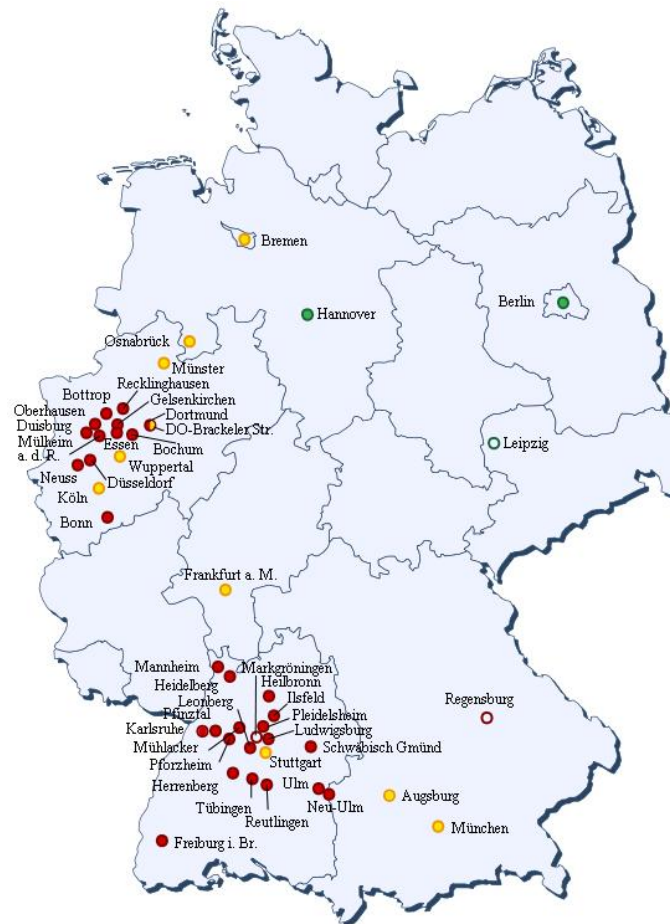 Bremen
Hannover
Berlin
Osnabrück
Münster
Recklinghausen
Bottrop
Gelsenkirchen
Oberhausen
Dortmund
Duisburg
DO-Brackeler Str.
Mülheim
a. d. R.
Essen
Bochum
Leipzig
Wuppertal
Neuss
Düsseldorf
Köln
Bonn
Frankfurt a. M.
Mannheim
Markgröningen
Heidelberg
Heilbronn
Leonberg
Ilsfeld
Regensburg
Pfinztal
Pleidelsheim
Karlsruhe
Ludwigsburg
Mühlacker
Schwäbisch Gmünd
Pforzheim
Stuttgart
Herrenberg
Ulm
Augsburg
Tübingen
Neu-Ulm
Reutlingen
München
Freiburg i. Br.